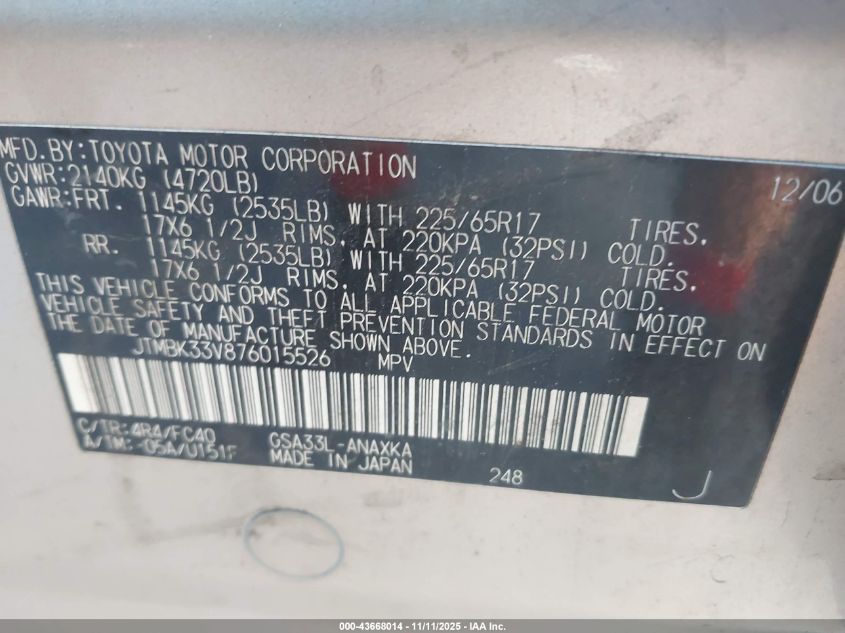 MFD.BY:TOYOTA MOTOR CORPORATION 12/06
GVWR:2140KG (4720LB)
GAWR:FRT. 1145KG (2535LB) WITH 225/65R17 TIRES,
17X6 1/2J RIMS, AT 220KPA (32PSI) COLD.
RR. 1145KG (2535LB) WITH 225/65R17 TIRES,
17X6 1/2J RIMS, AT 220KPA (32PSI) COLD.
THIS VEHICLE CONFORMS TO ALL APPLICABLE FEDERAL MOTOR
VEHICLE SAFETY AND THEFT PREVENTION STANDARDS IN EFFECT ON
THE DATE OF MANUFACTURE SHOWN ABOVE.
JTMBK33V876015526 MPV
C/TR:4R4/FC40 GSA33L-ANAXKA
A/TM:-05A/U151F MADE IN JAPAN 248 J
000-43668014 - 11/11/2025 - IAA Inc.